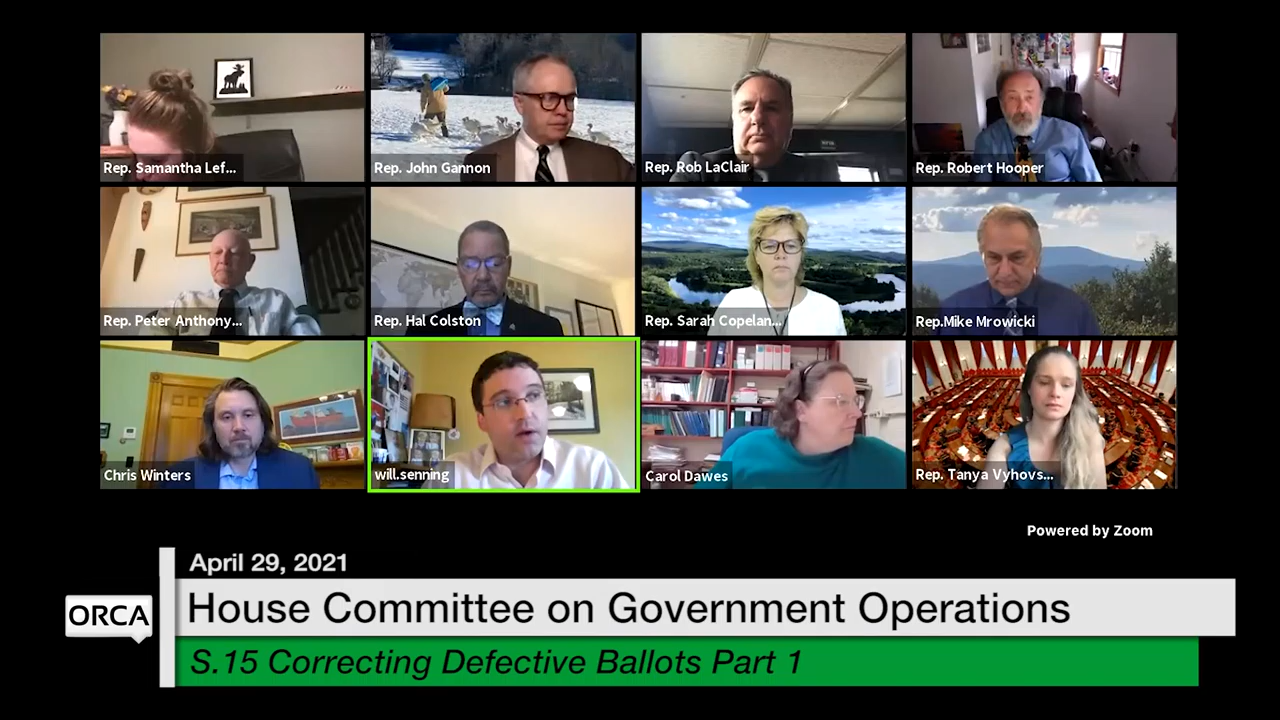 Rep. Samantha Lef...
Rep. John Gannon
Rep. Rob LaClair
Rep. Robert Hooper
Rep. Peter Anthony...
Rep. Hal Colston
Rep. Sarah Copelan...
Rep.Mike Mrowicki
Chris Winters
will.senning
Carol Dawes
Rep. Tanya Vyhovs...
Powered by Zoom
April 29, 2021
ORCA
House Committee on Government Operations
S.15 Correcting Defective Ballots Part 1